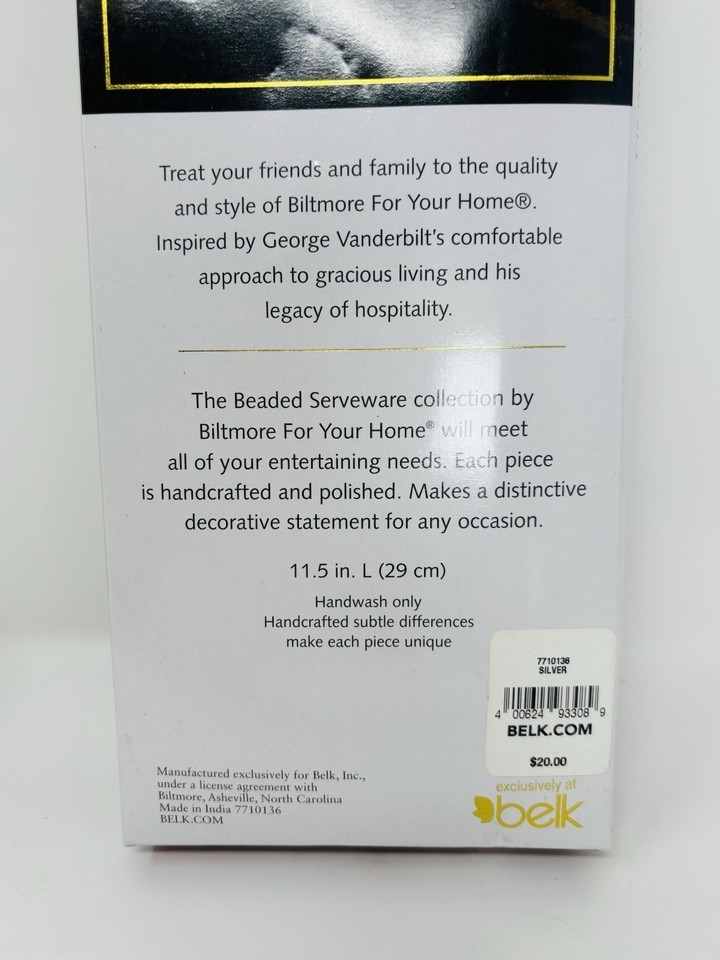 Treat your friends and family to the quality
and style of Biltmore For Your Home®.
Inspired by George Vanderbilt's comfortable
approach to gracious living and his
legacy of hospitality.
The Beaded Serveware collection by
Biltmore For Your Home® will meet
all of your entertaining needs. Each piece
is handcrafted and polished. Makes a distinctive
decorative statement for any occasion.
11.5 in. L (29 cm)
Handwash only
Handcrafted subtle differences
make each piece unique
7710136
SILVER
4 00624 93308 9
BELK.COM
$20.00
exclusively at
belk
Manufactured exclusively for Belk, Inc.,
under a license agreement with
Biltmore, Asheville, North Carolina
Made in India 7710136
BELK.COM